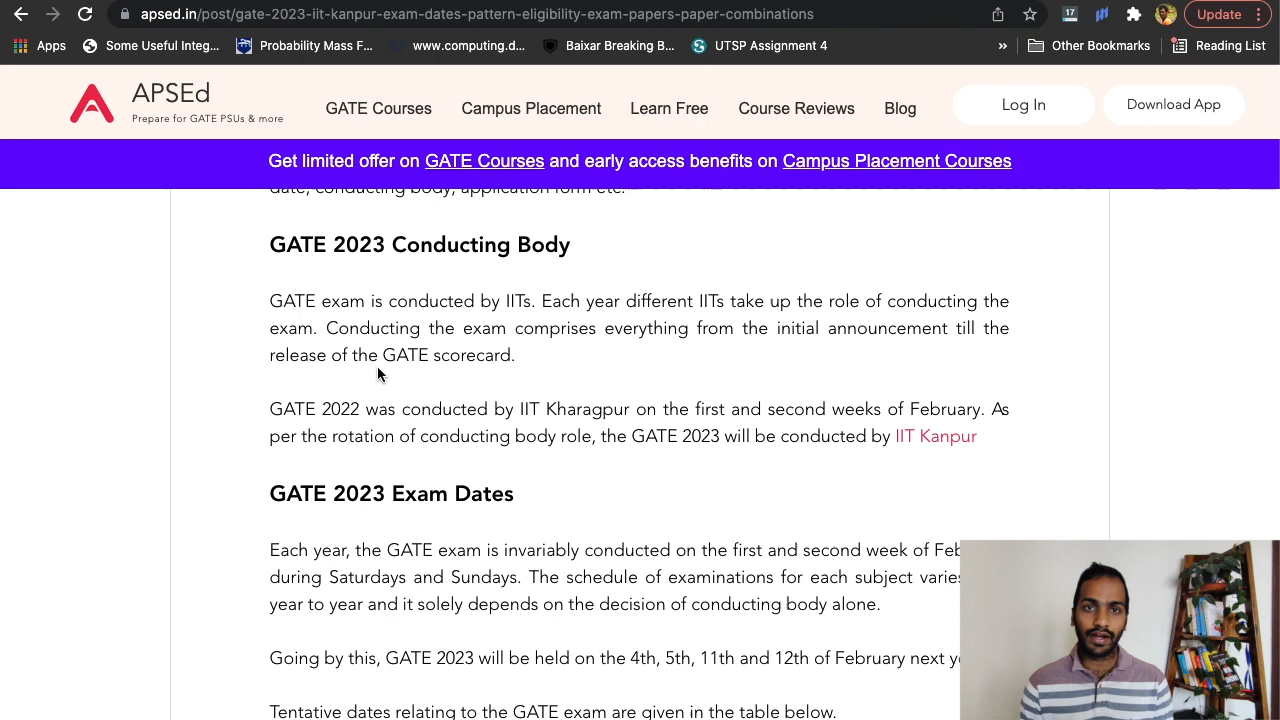 apsed.in/post/gate-2023-iit-kanpur-exam-dates-pattern-eligibility-exam-papers-paper-combinations
Update
Apps
Some Useful Integ...
Probability Mass F...
www.computing.d...
Baixar Breaking B...
UTSP Assignment 4
»
Other Bookmarks
Reading List
17
APSEd
Prepare for GATE PSUs & more
GATE Courses
Campus Placement
Learn Free
Course Reviews
Blog
Log In
Download App
Get limited offer on GATE Courses and early access benefits on Campus Placement Courses
date, conducting body, application form etc.
GATE 2023 Conducting Body
GATE exam is conducted by IITs. Each year different IITs take up the role of conducting the
exam. Conducting the exam comprises everything from the initial announcement till the
release of the GATE scorecard.
GATE 2022 was conducted by IIT Kharagpur on the first and second weeks of February. As
per the rotation of conducting body role, the GATE 2023 will be conducted by IIT Kanpur
GATE 2023 Exam Dates
Each year, the GATE exam is invariably conducted on the first and second week of Feb
during Saturdays and Sundays. The schedule of examinations for each subject varies
year to year and it solely depends on the decision of conducting body alone.
Going by this, GATE 2023 will be held on the 4th, 5th, 11th and 12th of February next y
Tentative dates relating to the GATE exam are given in the table below.